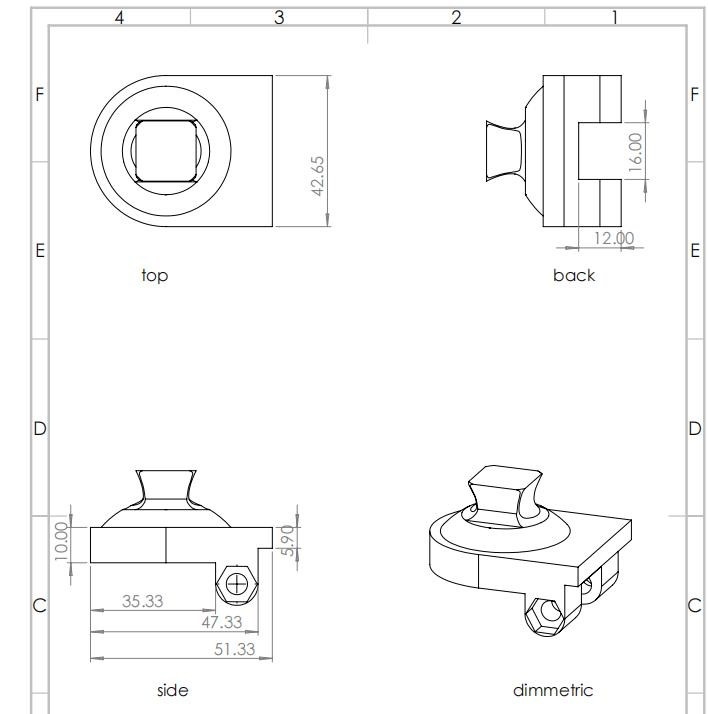 4 3 2 1
F F
42.65
16.00
12.00
E E
top back
D D
10.00 5.90
C C
35.33
47.33
51.33
side dimmetric